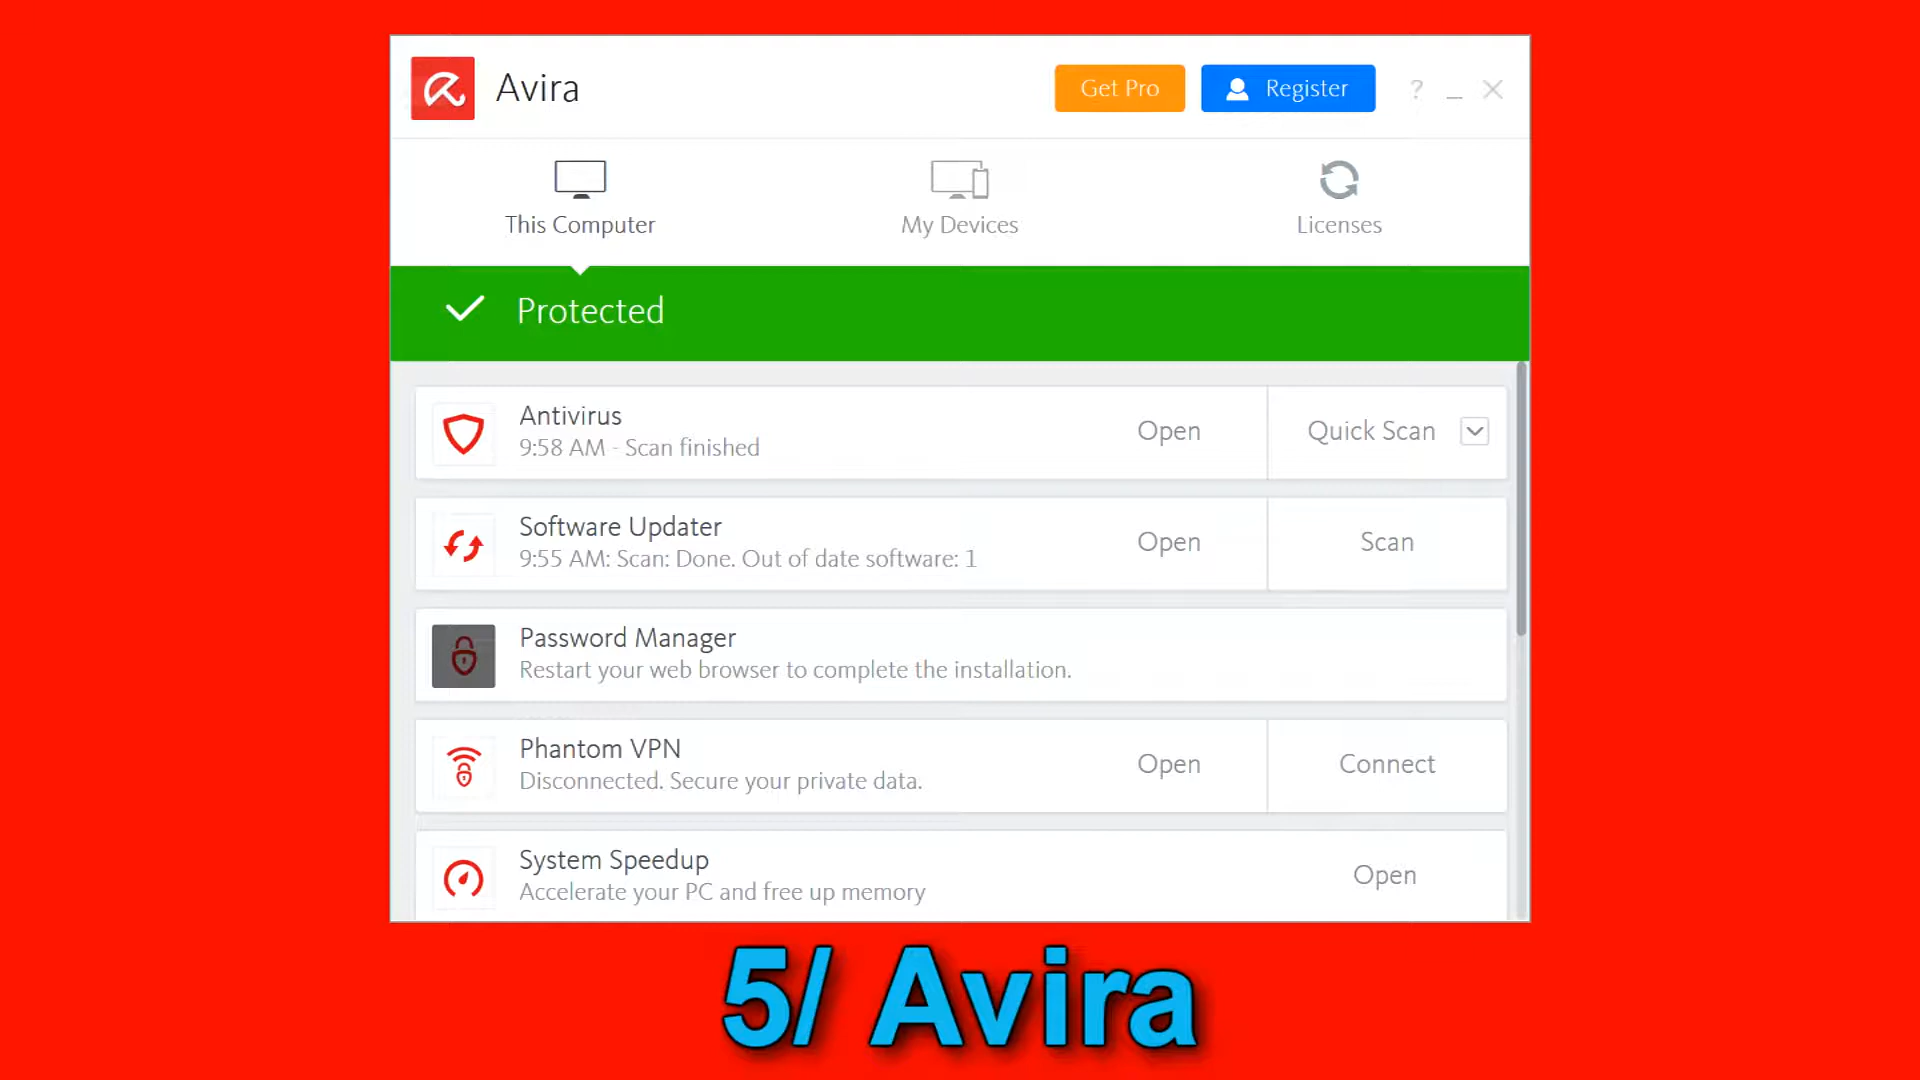 Avira
Get Pro
Register
?
This Computer
My Devices
Licenses
Protected
Antivirus
9:58 AM - Scan finished
Open
Quick Scan
Software Updater
9:55 AM: Scan: Done. Out of date software: 1
Open
Scan
Password Manager
Restart your web browser to complete the installation.
Phantom VPN
Disconnected. Secure your private data.
Open
Connect
System Speedup
Accelerate your PC and free up memory
Open
5/ Avira